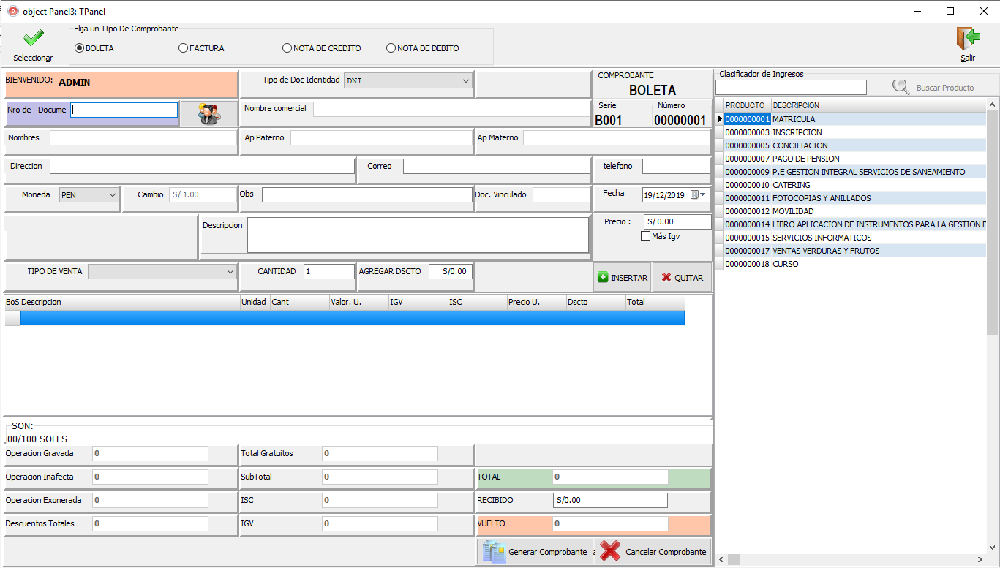 object Panel3: TPanel
Elija un TIpo De Comprobante
BOLETA
FACTURA
NOTA DE CREDITO
NOTA DE DEBITO
Seleccionar
Salir
BIENVENIDO: ADMIN
Tipo de Doc Identidad DNI
COMPROBANTE
BOLETA
Nro de Docume
Nombre comercial
Serie Número
B001 00000001
Nombres
Ap Paterno
Ap Materno
Direccion
Correo
telefono
Moneda PEN
Cambio S/ 1.00
Obs
Doc. Vinculado
Fecha 19/12/2019
Descripcion
Precio : S/ 0.00
Más Igv
TIPO DE VENTA
CANTIDAD 1
AGREGAR DSCTO S/0.00
INSERTAR
QUITAR
BoS Descripcion Unidad Cant Valor. U. IGV ISC Precio U. Dscto Total
SON:
00/100 SOLES
Operacion Gravada 0
Total Gratuitos 0
Operacion Inafecta 0
SubTotal 0
TOTAL 0
Operacion Exonerada 0
ISC 0
RECIBIDO S/0.00
Descuentos Totales 0
IGV 0
VUELTO 0
Generar Comprobante
Cancelar Comprobante
Clasificador de Ingresos
Buscar Producto
PRODUCTO DESCRIPCION
0000000001 MATRICULA
0000000003 INSCRIPCION
0000000005 CONCILIACION
0000000007 PAGO DE PENSION
0000000009 P.E GESTION INTEGRAL SERVICIOS DE SANEAMIENTO
0000000010 CATERING
0000000011 FOTOCOPIAS Y ANILLADOS
0000000012 MOVILIDAD
0000000014 LIBRO APLICACION DE INSTRUMENTOS PARA LA GESTION D
0000000015 SERVICIOS INFORMATICOS
0000000017 VENTAS VERDURAS Y FRUTOS
0000000018 CURSO